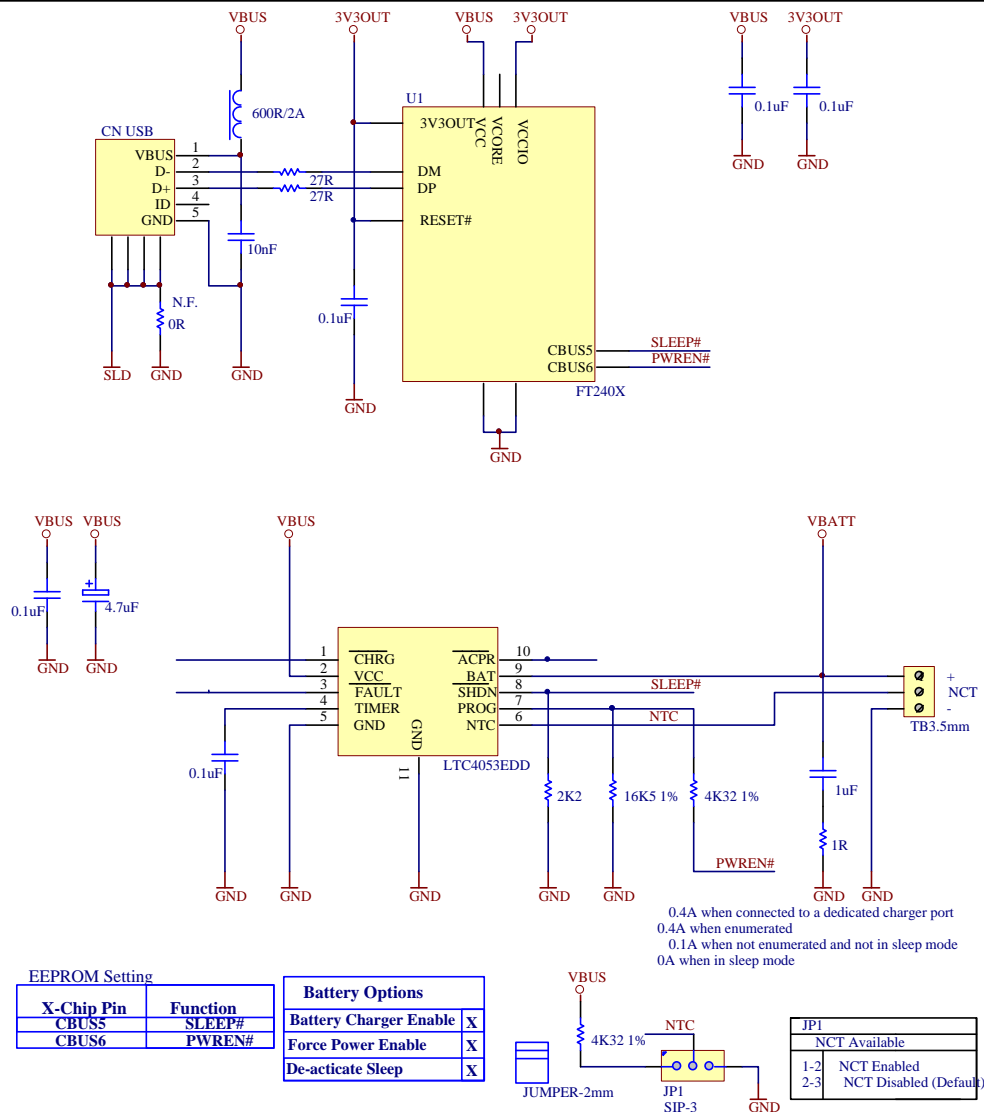 VBUS 3V3OUT VBUS 3V3OUT VBUS 3V3OUT
600R/2A
U1
0.1uF 0.1uF
3V3OUT
VCC
VCORE
VCCIO
CN USB
VBUS 1
D- 2
D+ 3
ID 4
GND 5
27R
27R
DM
DP
RESET#
GND GND
10nF
N.F.
0R
0.1uF
SLD GND GND
GND
CBUS5 SLEEP#
CBUS6 PWREN#
FT240X
GND
VBUS VBUS VBUS VBATT
0.1uF
+
4.7uF
GND GND
1 CHRG ACPR 10
2 VCC BAT 9
3 FAULT SHDN 8
4 TIMER PROG 7
5 GND NTC 6
GND
11
LTC4053EDD
SLEEP#
NTC
+
NCT
-
TB3.5mm
0.1uF
2K2 16K5 1% 4K32 1% 1uF
1R
PWREN#
GND GND GND GND GND GND GND
0.4A when connected to a dedicated charger port
0.4A when enumerated
0.1A when not enumerated and not in sleep mode
0A when in sleep mode
EEPROM Setting
X-Chip Pin Function
CBUS5 SLEEP#
CBUS6 PWREN#
Battery Options
Battery Charger Enable X
Force Power Enable X
De-acticate Sleep X
JUMPER-2mm
VBUS
4K32 1%
NTC
JP1
SIP-3
GND
JP1
NCT Available
1-2 NCT Enabled
2-3 NCT Disabled (Default)